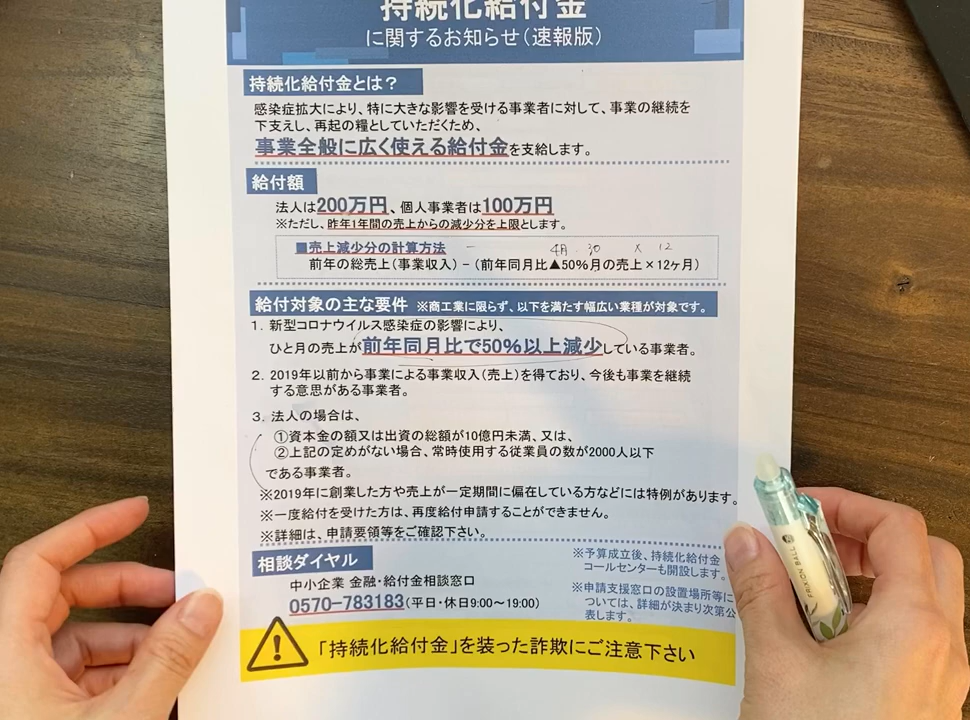 持続化給付金
に関するお知らせ（速報版）
持続化給付金とは？
感染症拡大により、特に大きな影響を受ける事業者に対して、事業の継続を
下支えし、再起の糧としていただくため、
事業全般に広く使える給付金を支給します。
給付額
法人は200万円、個人事業者は100万円
※ただし、昨年1年間の売上からの減少分を上限とします。
■売上減少分の計算方法
4月 30 × 12
前年の総売上（事業収入）－（前年同月比▲50％月の売上×12ヶ月）
給付対象の主な要件 ※商工業に限らず、以下を満たす幅広い業種が対象です。
1．新型コロナウイルス感染症の影響により、
ひと月の売上が前年同月比で50％以上減少している事業者。
2．2019年以前から事業による事業収入（売上）を得ており、今後も事業を継続
する意思がある事業者。
3．法人の場合は、
①資本金の額又は出資の総額が10億円未満、又は、
②上記の定めがない場合、常時使用する従業員の数が2000人以下
である事業者。
※2019年に創業した方や売上が一定期間に偏在している方などには特例があります。
※一度給付を受けた方は、再度給付申請することができません。
※詳細は、申請要領等をご確認下さい。
相談ダイヤル
中小企業 金融・給付金相談窓口
0570-783183（平日・休日9:00～19:00）
※予算成立後、持続化給付金
コールセンターも開設します。
※申請支援窓口の設置場所等に
ついては、詳細が決まり次第公
表します。
「持続化給付金」を装った詐欺にご注意下さい
FRIXION BALL